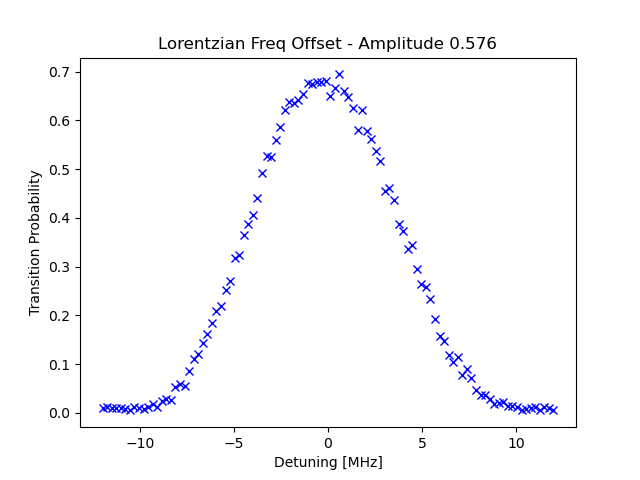 Lorentzian Freq Offset - Amplitude 0.576
Transition Probability
0.7
0.6
0.5
0.4
0.3
0.2
0.1
0.0
−10 −5 0 5 10
Detuning [MHz]